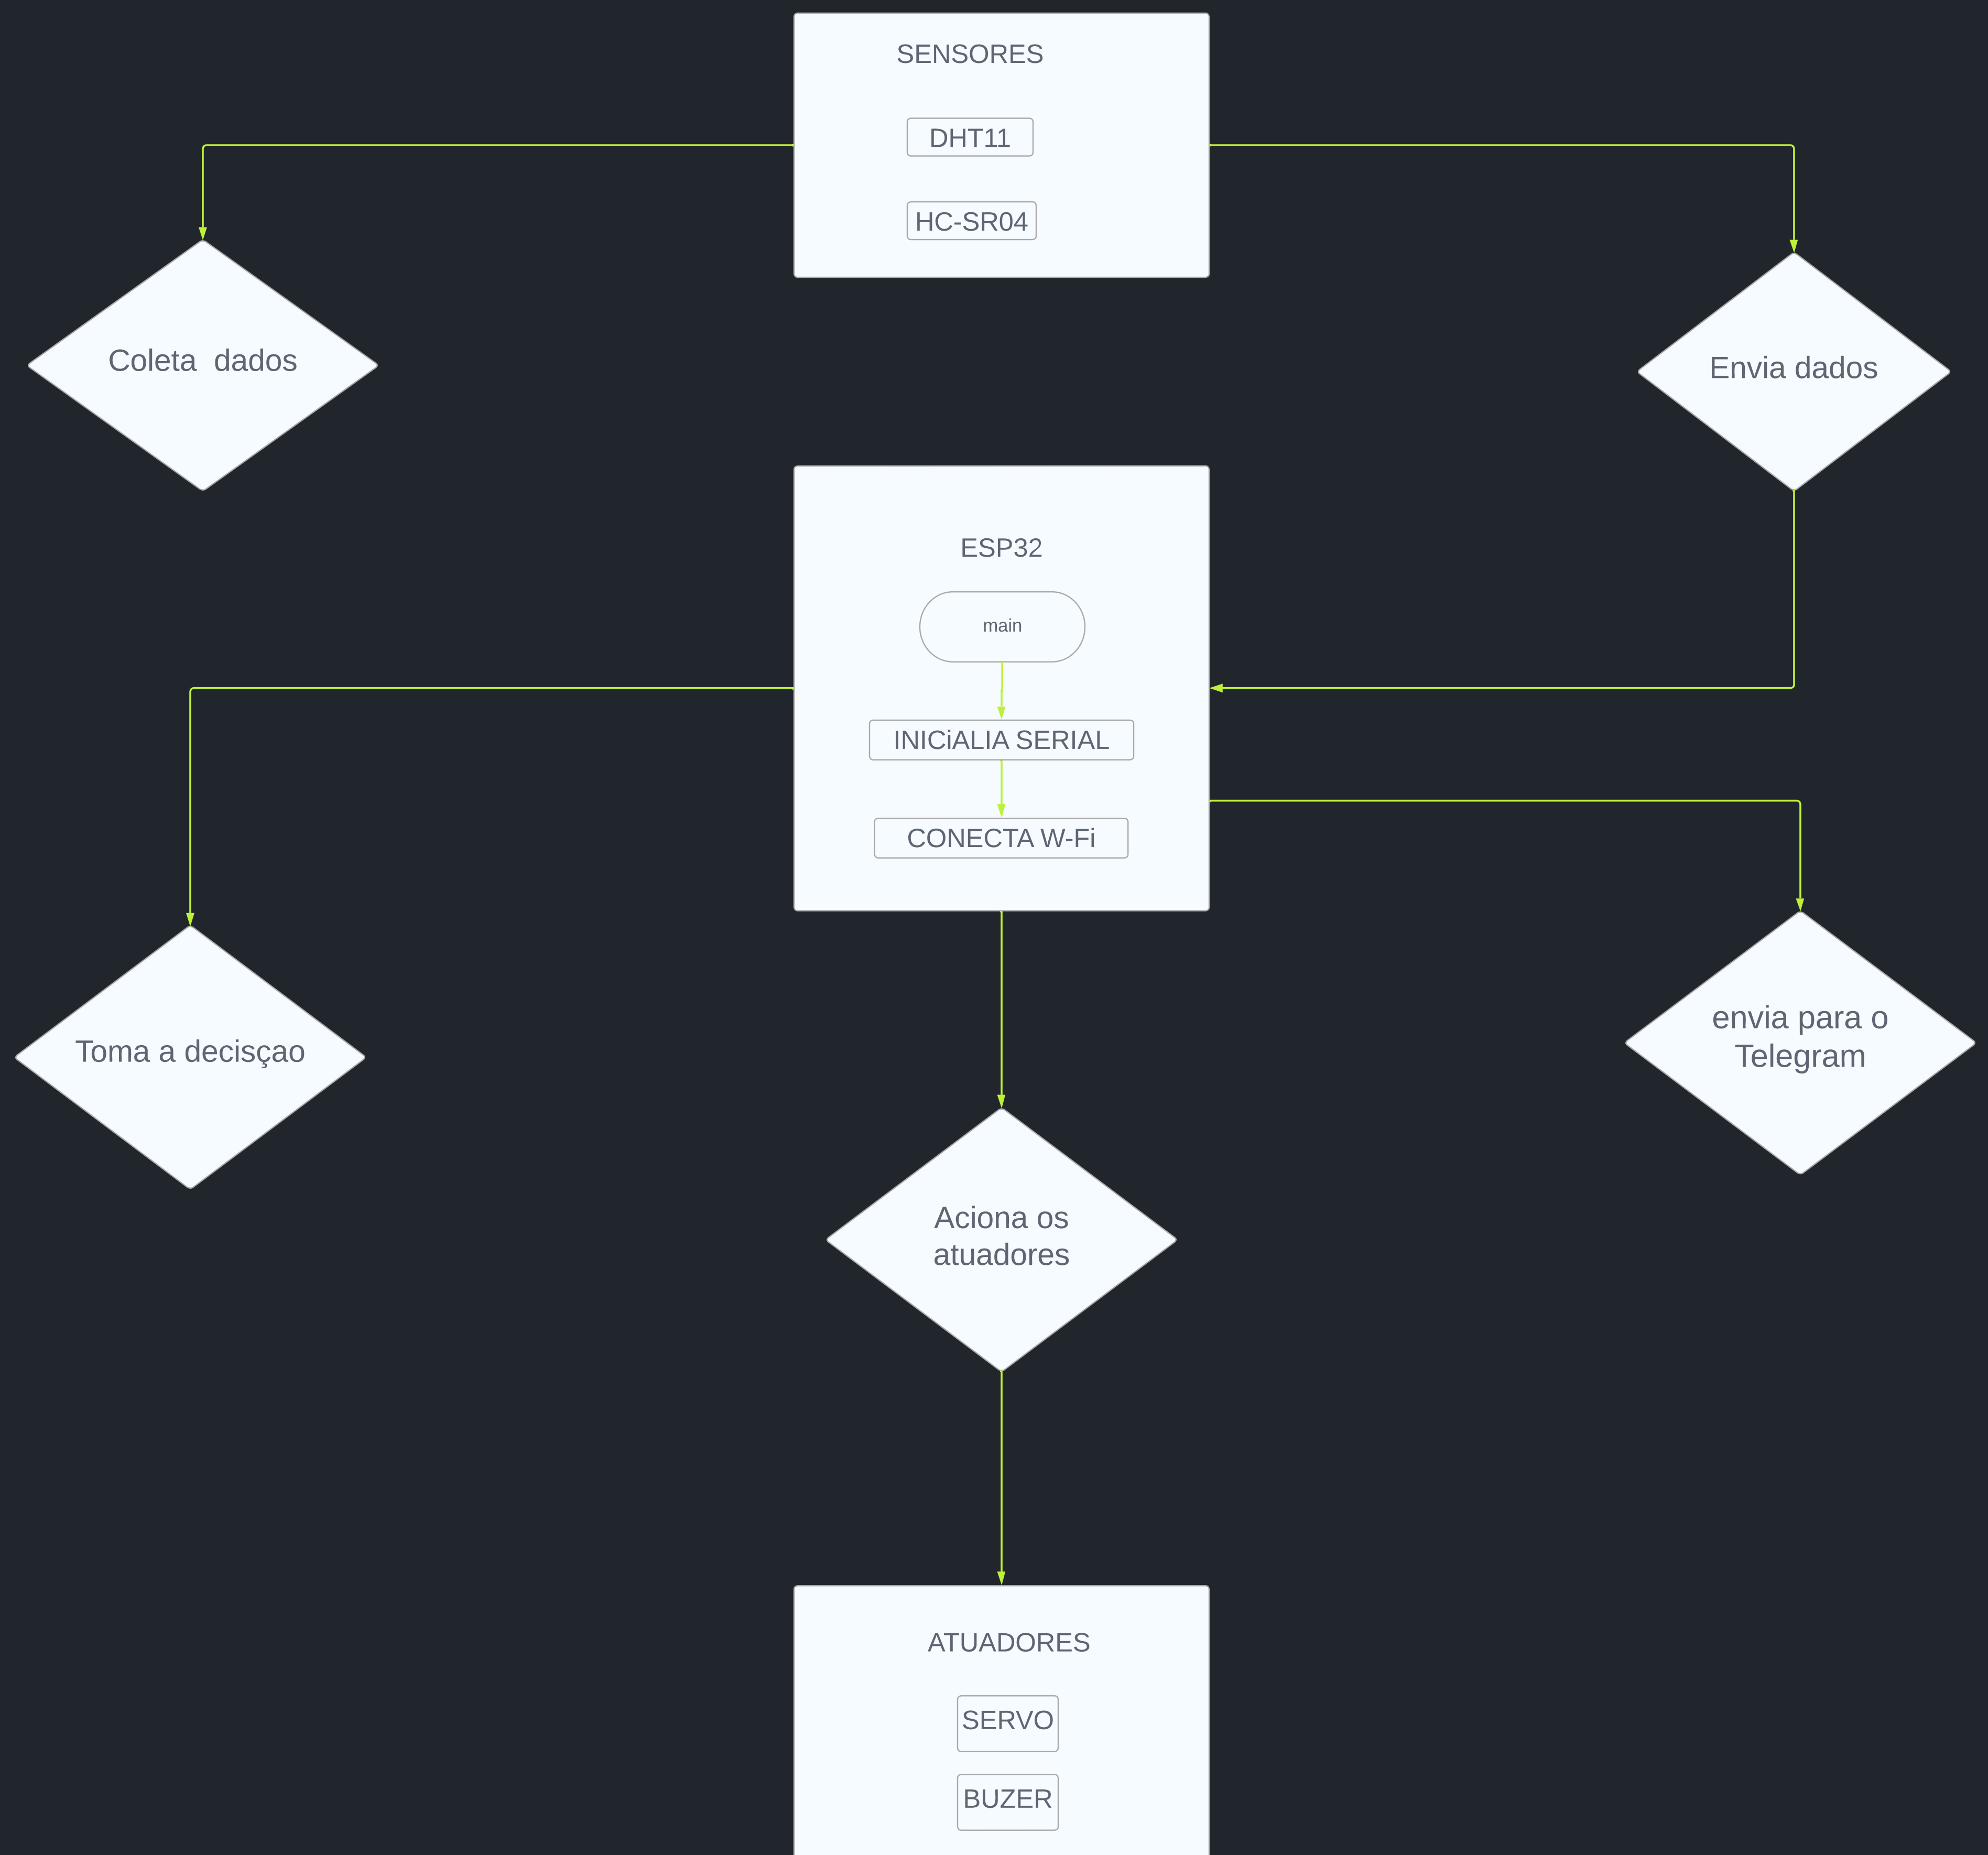 SENSORES
DHT11
HC-SR04
Coleta  dados
Envia dados
ESP32
main
INICiALIA SERIAL
CONECTA W-Fi
Toma a decisçao
envia para o
Telegram
Aciona os
atuadores
ATUADORES
SERVO
BUZER